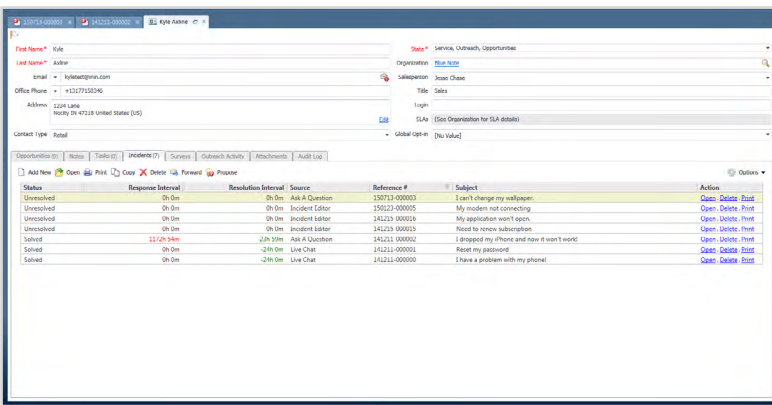 150713-000003 × 141215-000002 × Kyle Axline ×
First Name * Kyle State * Service, Outreach, Opportunities
Last Name * Axline Organization Blue Note
Email kyletest@nin.com Salesperson Jesse Chase
Office Phone +13177158346 Title Sales
Address 1234 Lane Login
Nocity IN 47218 United States (US) Edit SLAs (See Organization for SLA details)
Contact Type Retail Global Opt-in [No Value]
Opportunities (0) Notes Tasks (0) Incidents (7) Surveys Outreach Activity Attachments Audit Log
Add New Open Print Copy Delete Forward Propose Options
Status Response Interval Resolution Interval Source Reference # Subject Action
Unresolved 0h 0m 0h 0m Ask A Question 150713-000003 I can't change my wallpaper. Open, Delete, Print
Unresolved 0h 0m 0h 0m Incident Editor 150123-000005 My modem not connecting Open, Delete, Print
Unresolved 0h 0m 0h 0m Incident Editor 141215-000016 My application won't open. Open, Delete, Print
Unresolved 0h 0m 0h 0m Incident Editor 141215-000015 Need to renew subscription Open, Delete, Print
Solved 1172h 54m -23h 59m Ask A Question 141211-000002 I dropped my iPhone and now it won't work! Open, Delete, Print
Solved 0h 0m -24h 0m Live Chat 141211-000001 Reset my password Open, Delete, Print
Solved 0h 0m -24h 0m Live Chat 141211-000000 I have a problem with my phone! Open, Delete, Print